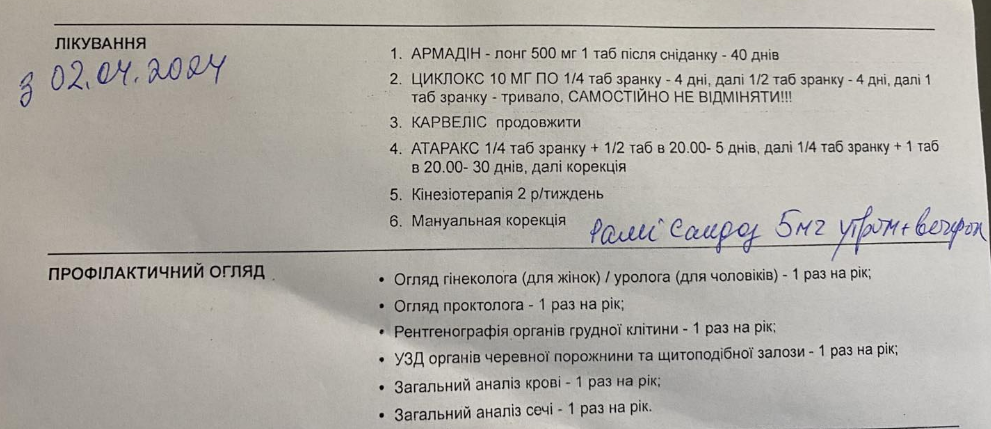 ЛІКУВАННЯ
З 02.04.2024
1. АРМАДІН - лонг 500 мг 1 таб після сніданку - 40 днів
2. ЦИКЛОКС 10 МГ ПО 1/4 таб зранку - 4 дні, далі 1/2 таб зранку - 4 дні, далі 1
таб зранку - тривало, САМОСТІЙНО НЕ ВІДМІНЯТИ!!!
3. КАРВЕЛІС продовжити
4. АТАРАКС 1/4 таб зранку + 1/2 таб в 20.00- 5 днів, далі 1/4 таб зранку + 1 таб
в 20.00- 30 днів, далі корекція
5. Кінезіотерапія 2 р/тиждень
6. Мануальная корекція
Рамі Сандоз 5мг утром + вечером
ПРОФІЛАКТИЧНИЙ ОГЛЯД
• Огляд гінеколога (для жінок) / уролога (для чоловіків) - 1 раз на рік;
• Огляд проктолога - 1 раз на рік;
• Рентгенографія органів грудної клітини - 1 раз на рік;
• УЗД органів черевної порожнини та щитоподібної залози - 1 раз на рік;
• Загальний аналіз крові - 1 раз на рік;
• Загальний аналіз сечі - 1 раз на рік.